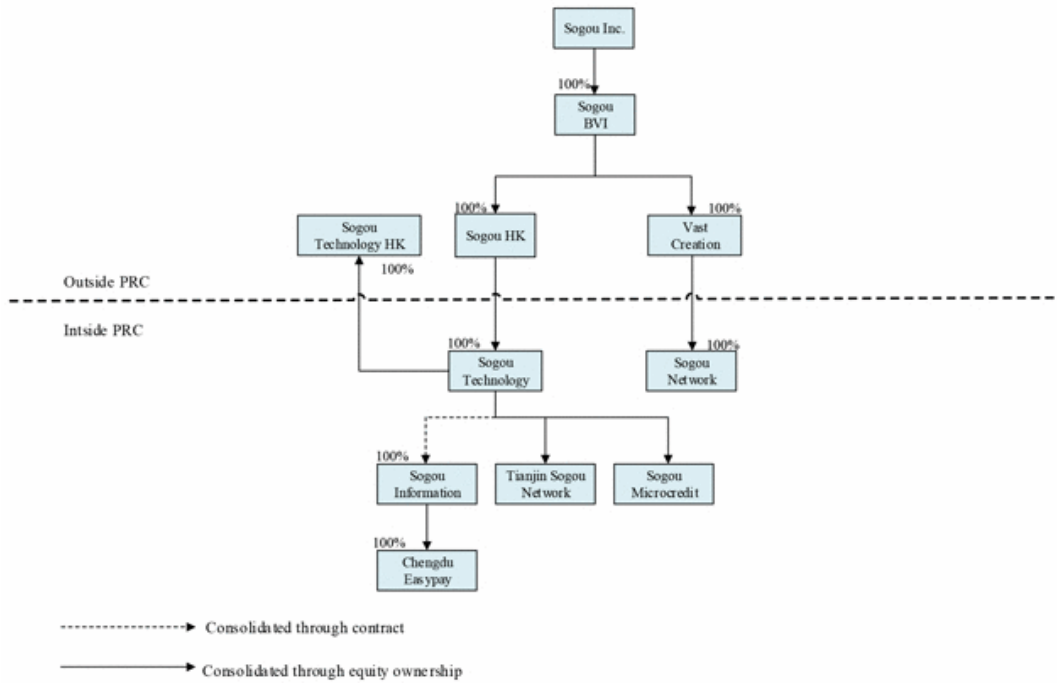 Sogou Inc.
100%
Sogou
BVI
100%
100%
Sogou
Technology HK
Sogou HK
Vast
Creation
100%
Outside PRC
Intside PRC
100%
100%
Sogou
Technology
Sogou
Network
100%
Sogou
Information
Tianjin Sogou
Network
Sogou
Microcredit
100%
Chengdu
Easypay
Consolidated through contract
Consolidated through equity ownership